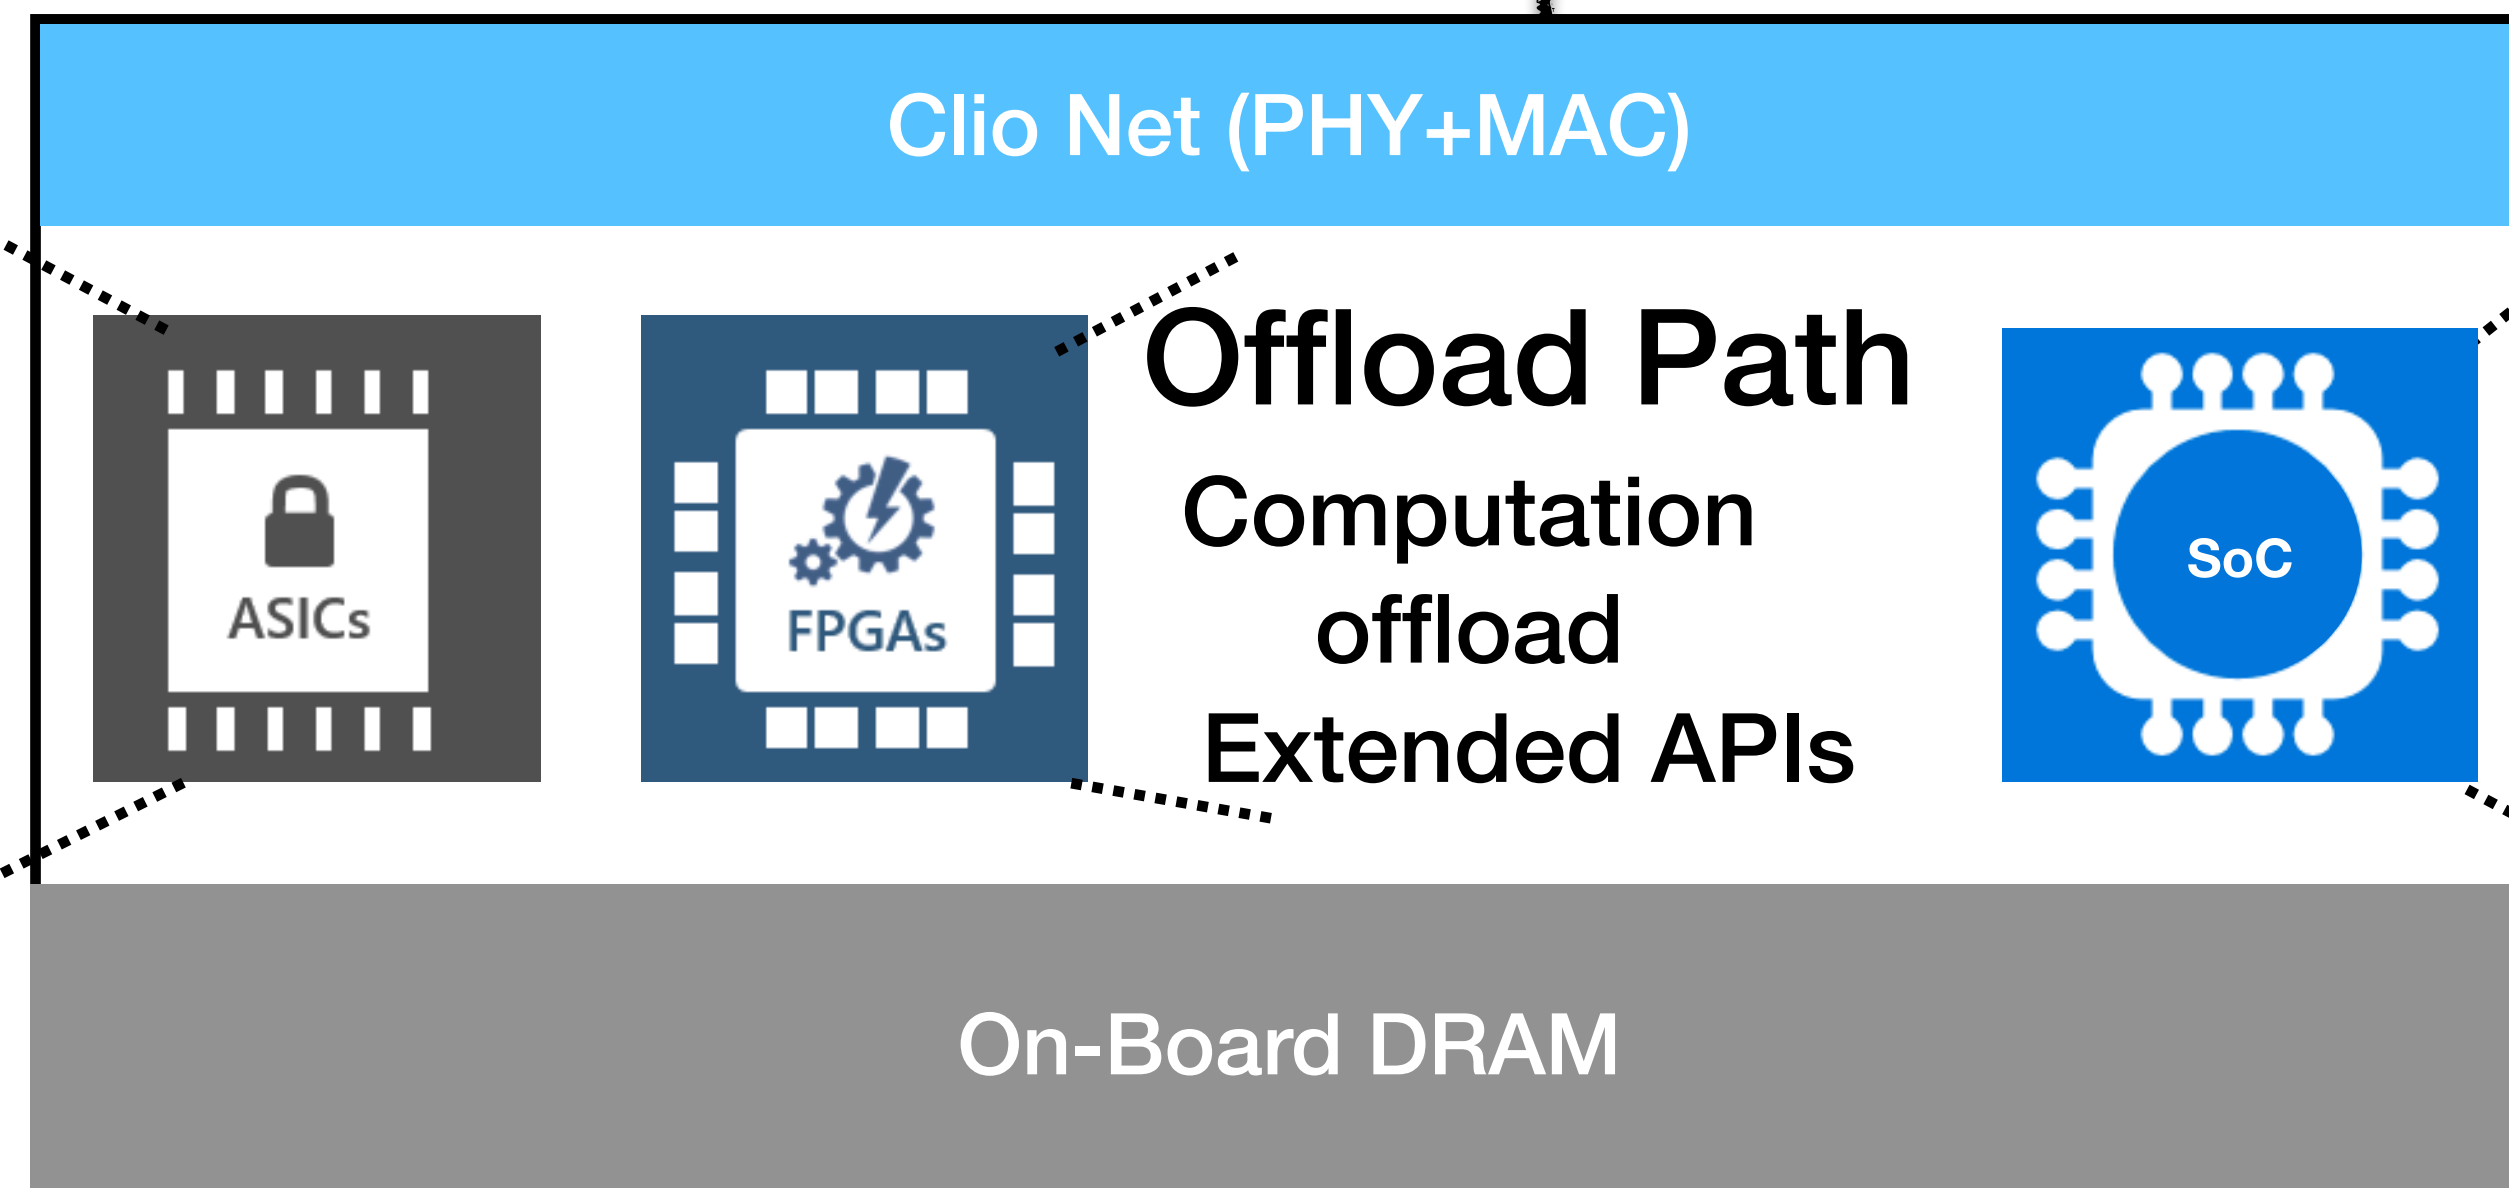 Clio Net (PHY+MAC)
ASICs
FPGAs
Offload Path
Computation
offload
Extended APIs
SoC
On-Board DRAM